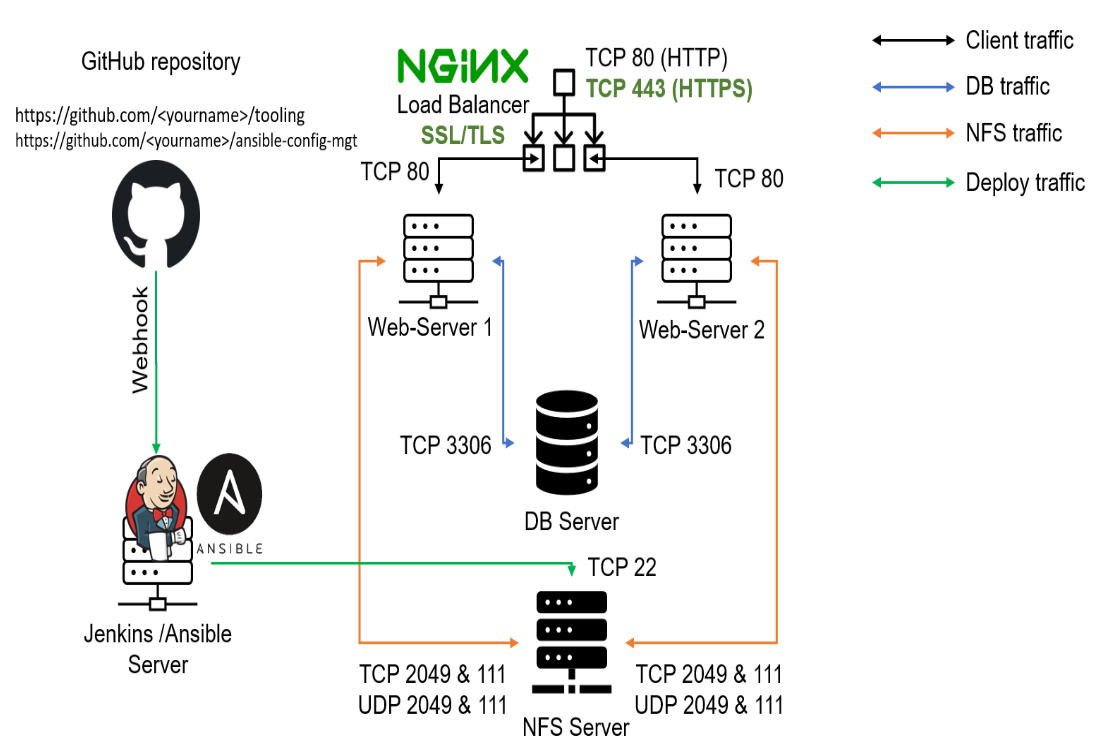 GitHub repository
https://github.com/<yourname>/tooling
https://github.com/<yourname>/ansible-config-mgt
NGiNX
Load Balancer
SSL/TLS
TCP 80 (HTTP)
TCP 443 (HTTPS)
Client traffic
DB traffic
NFS traffic
Deploy traffic
TCP 80
TCP 80
Webhook
Web-Server 1
Web-Server 2
TCP 3306
TCP 3306
DB Server
ANSIBLE
TCP 22
Jenkins /Ansible
Server
TCP 2049 & 111
UDP 2049 & 111
TCP 2049 & 111
UDP 2049 & 111
NFS Server